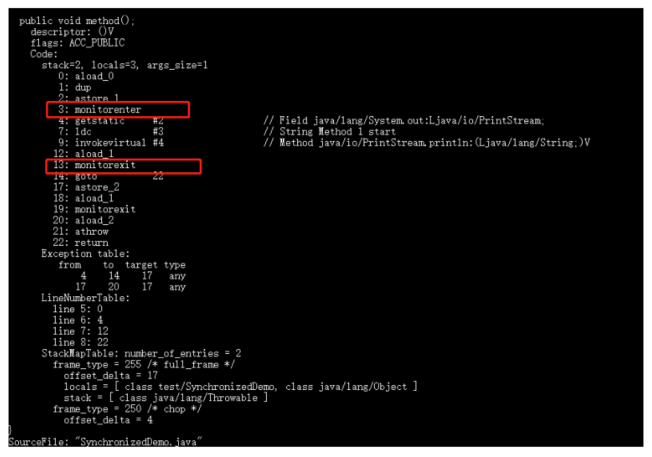 public void method();
descriptor: ()V
flags: ACC_PUBLIC
Code:
stack=2, locals=3, args_size=1
0: aload_0
1: dup
2: astore_1
3: monitorenter
4: getstatic #2 // Field java/lang/System.out:Ljava/io/PrintStream;
7: ldc #3 // String Method 1 start
9: invokevirtual #4 // Method java/io/PrintStream.println:(Ljava/lang/String;)V
12: aload_1
13: monitorexit
14: goto 22
17: astore_2
18: aload_1
19: monitorexit
20: aload_2
21: athrow
22: return
Exception table:
from to target type
4 14 17 any
17 20 17 any
LineNumberTable:
line 5: 0
line 6: 4
line 7: 12
line 8: 22
StackMapTable: number_of_entries = 2
frame_type = 255 /* full_frame */
offset_delta = 17
locals = [ class test/SynchronizedDemo, class java/lang/Object ]
stack = [ class java/lang/Throwable ]
frame_type = 250 /* chop */
offset_delta = 4
}
SourceFile: "SynchronizedDemo.java"